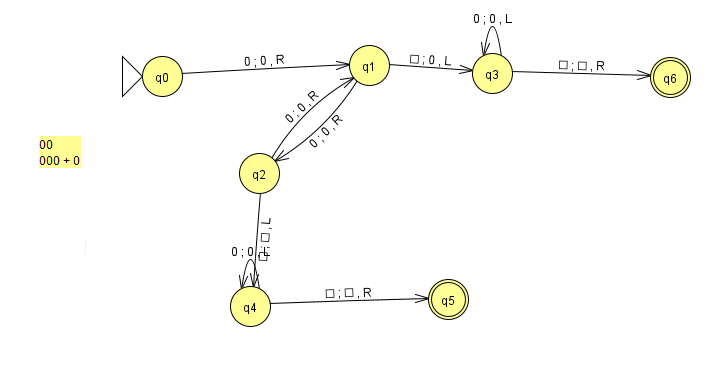 0 ; 0 , L
q0
0 ; 0 , R
q1
□ ; 0 , L
q3
□ ; □ , R
q6
0 ; 0 , R
0 ; 0 , R
00
000 + 0
q2
□ ; □ , L
0 ; 0 , L
q4
□ ; □ , R
q5